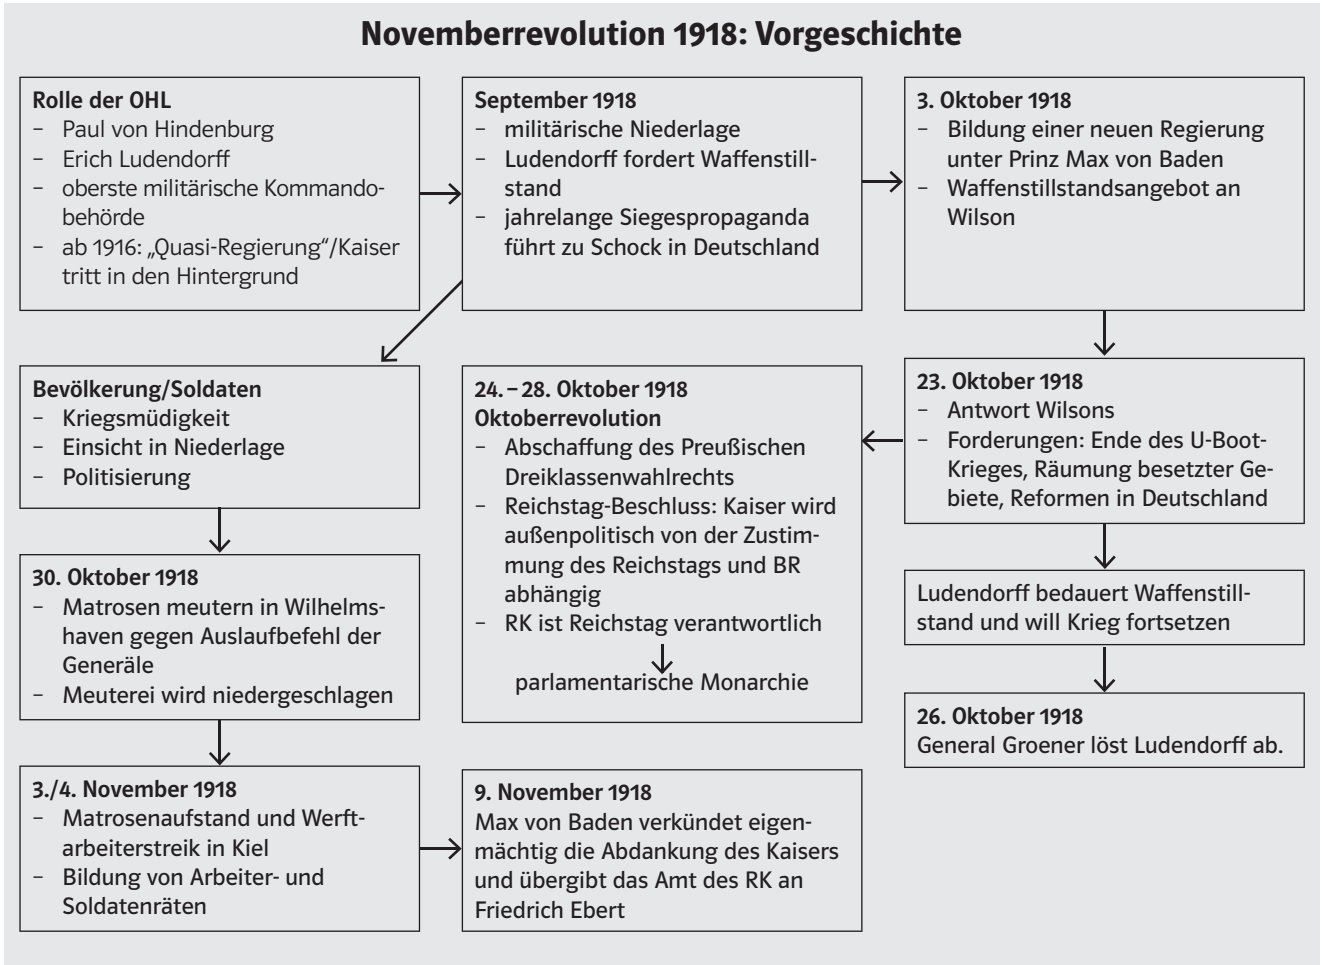 Novemberrevolution 1918: Vorgeschichte
Rolle der OHL
– Paul von Hindenburg
– Erich Ludendorff
– oberste militärische Kommando-
behörde
– ab 1916: „Quasi-Regierung“/Kaiser
tritt in den Hintergrund
September 1918
– militärische Niederlage
– Ludendorff fordert Waffenstill-
stand
– jahrelange Siegespropaganda
führt zu Schock in Deutschland
3. Oktober 1918
– Bildung einer neuen Regierung
unter Prinz Max von Baden
– Waffenstillstandsangebot an
Wilson
Bevölkerung/Soldaten
– Kriegsmüdigkeit
– Einsicht in Niederlage
– Politisierung
24. – 28. Oktober 1918
Oktoberrevolution
– Abschaffung des Preußischen
Dreiklassenwahlrechts
– Reichstag-Beschluss: Kaiser wird
außenpolitisch von der Zustim-
mung des Reichstags und BR
abhängig
– RK ist Reichstag verantwortlich
parlamentarische Monarchie
23. Oktober 1918
– Antwort Wilsons
– Forderungen: Ende des U-Boot-
Krieges, Räumung besetzter Ge-
biete, Reformen in Deutschland
Ludendorff bedauert Waffenstill-
stand und will Krieg fortsetzen
26. Oktober 1918
General Groener löst Ludendorff ab.
30. Oktober 1918
– Matrosen meutern in Wilhelms-
haven gegen Auslaufbefehl der
Generäle
– Meuterei wird niedergeschlagen
3./4. November 1918
– Matrosenaufstand und Werft-
arbeiterstreik in Kiel
– Bildung von Arbeiter- und
Soldatenräten
9. November 1918
Max von Baden verkündet eigen-
mächtig die Abdankung des Kaisers
und übergibt das Amt des RK an
Friedrich Ebert